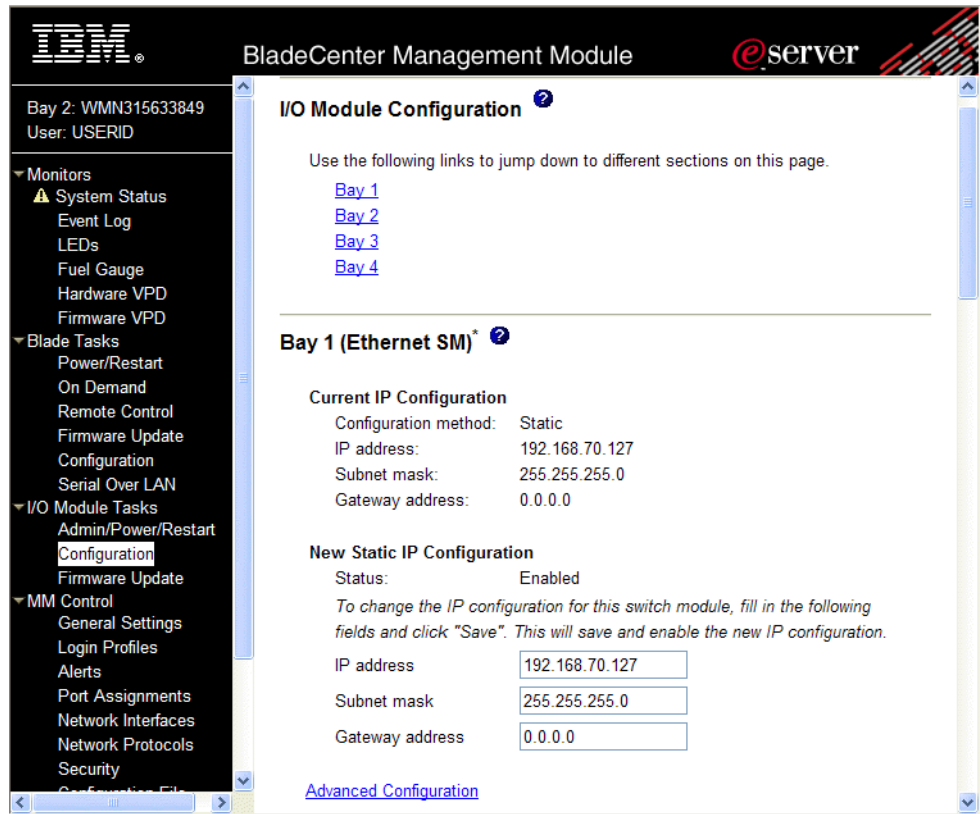 IBM®
BladeCenter Management Module
eserver
Bay 2: WMN315633849
User: USERID
Monitors
System Status
Event Log
LEDs
Fuel Gauge
Hardware VPD
Firmware VPD
Blade Tasks
Power/Restart
On Demand
Remote Control
Firmware Update
Configuration
Serial Over LAN
I/O Module Tasks
Admin/Power/Restart
Configuration
Firmware Update
MM Control
General Settings
Login Profiles
Alerts
Port Assignments
Network Interfaces
Network Protocols
Security
Configuration File
I/O Module Configuration ?
Use the following links to jump down to different sections on this page.
Bay 1
Bay 2
Bay 3
Bay 4
Bay 1 (Ethernet SM)* ?
Current IP Configuration
Configuration method: Static
IP address: 192.168.70.127
Subnet mask: 255.255.255.0
Gateway address: 0.0.0.0
New Static IP Configuration
Status: Enabled
To change the IP configuration for this switch module, fill in the following
fields and click "Save". This will save and enable the new IP configuration.
IP address 192.168.70.127
Subnet mask 255.255.255.0
Gateway address 0.0.0.0
Advanced Configuration